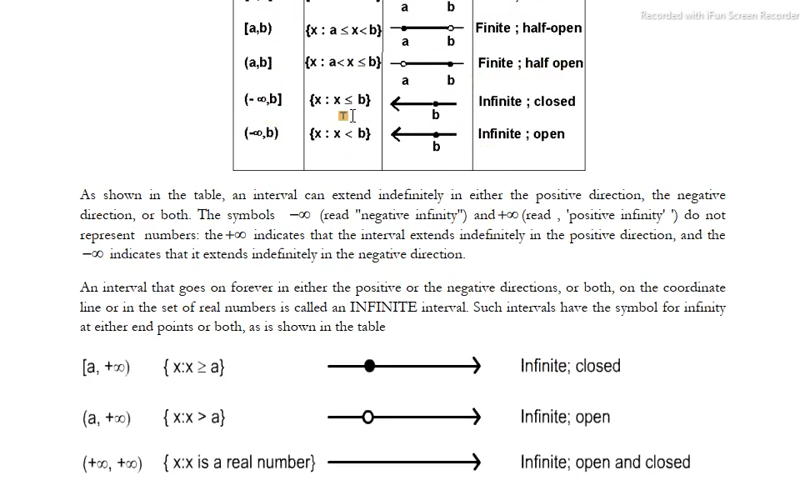 Recorded with iFun Screen Recorder
a b
[a,b) {x : a ≤ x<b} Finite ; half-open
a b
(a,b] {x : a<x ≤ b} Finite ; half open
a b
(- ∞,b] {x : x ≤ b} Infinite ; closed
b
(-∞,b) {x : x < b} Infinite ; open
b
As shown in the table, an interval can extend indefinitely in either the positive direction, the negative
direction, or both. The symbols −∞ (read "negative infinity") and +∞ (read , 'positive infinity' ') do not
represent numbers: the +∞ indicates that the interval extends indefinitely in the positive direction, and the
−∞ indicates that it extends indefinitely in the negative direction.
An interval that goes on forever in either the positive or the negative directions, or both, on the coordinate
line or in the set of real numbers is called an INFINITE interval. Such intervals have the symbol for infinity
at either end points or both, as is shown in the table
[a, +∞) { x:x ≥ a} Infinite; closed
(a, +∞) { x:x > a} Infinite; open
(+∞, +∞) { x:x is a real number} Infinite; open and closed